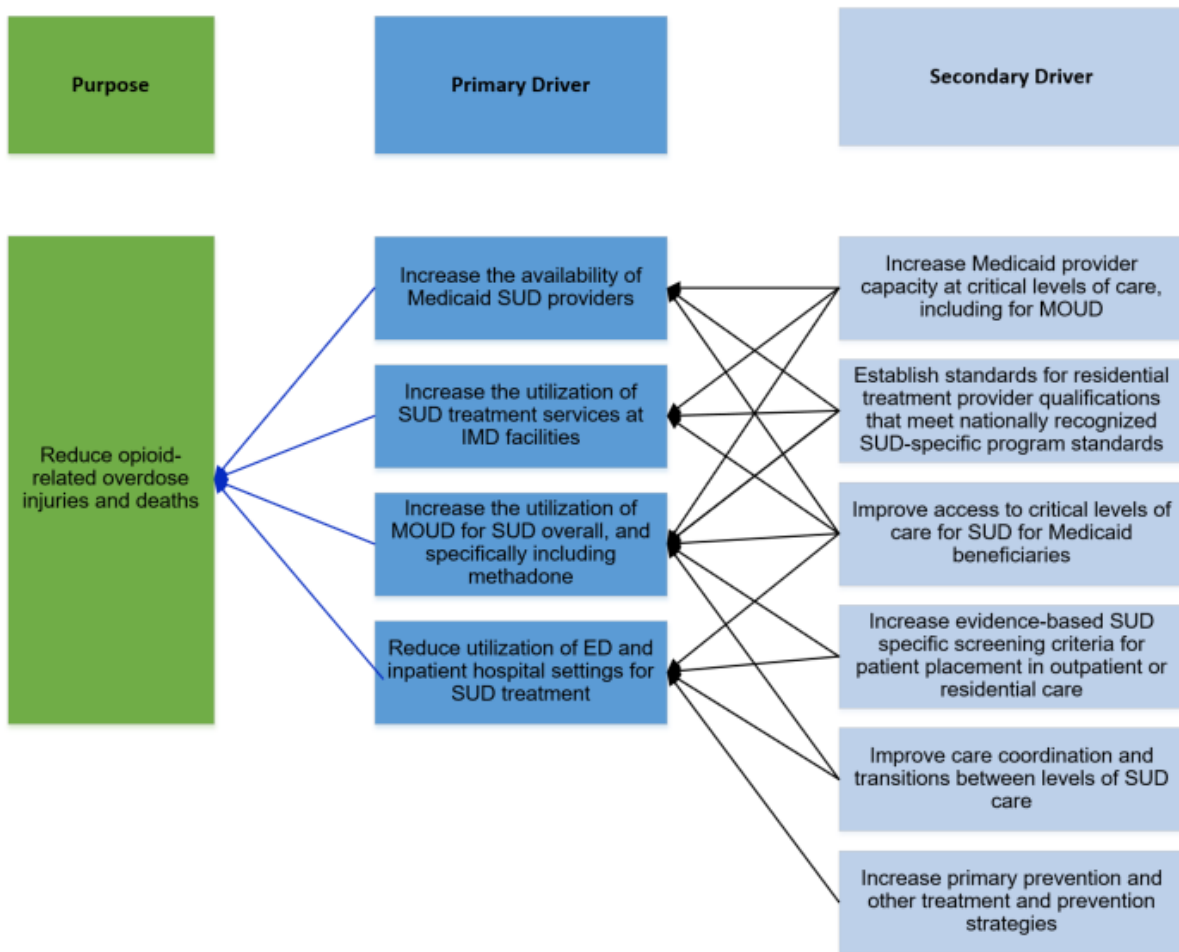 Purpose
Primary Driver
Secondary Driver
Reduce opioid-
related overdose
injuries and deaths
Increase the availability of
Medicaid SUD providers
Increase the utilization of
SUD treatment services at
IMD facilities
Increase the utilization of
MOUD for SUD overall, and
specifically including
methadone
Reduce utilization of ED and
inpatient hospital settings for
SUD treatment
Increase Medicaid provider
capacity at critical levels of care,
including for MOUD
Establish standards for residential
treatment provider qualifications
that meet nationally recognized
SUD-specific program standards
Improve access to critical levels of
care for SUD for Medicaid
beneficiaries
Increase evidence-based SUD
specific screening criteria for
patient placement in outpatient or
residential care
Improve care coordination and
transitions between levels of SUD
care
Increase primary prevention and
other treatment and prevention
strategies